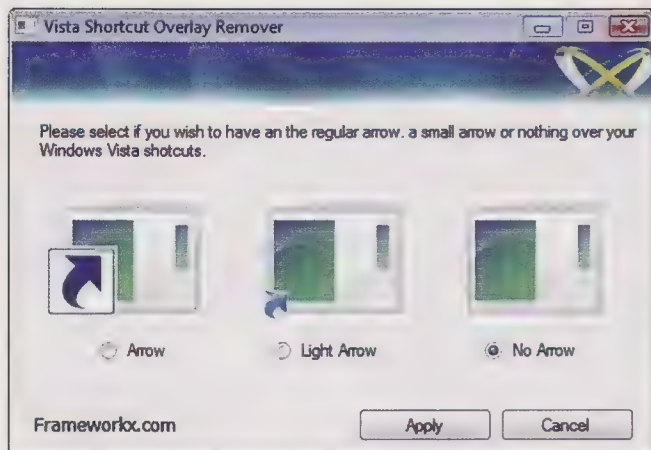 Vista Shortcut Overlay Remover
Please select if you wish to have an the regular arrow. a small arrow or nothing over your
Windows Vista shotcuts.
Arrow
Light Arrow
No Arrow
Frameworkx.com
Apply
Cancel